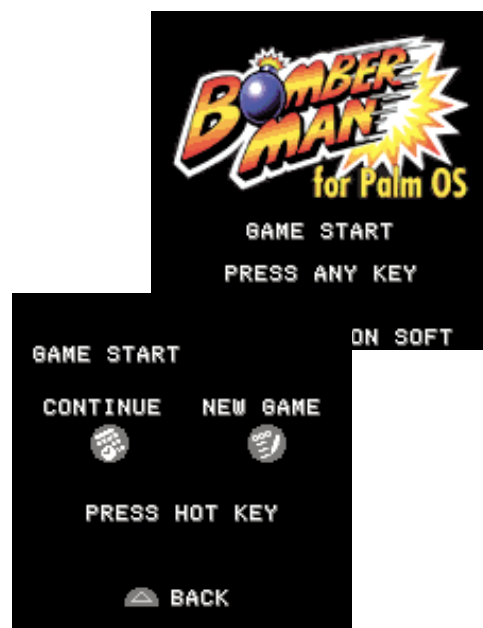 BOMBER
MAN
for Palm OS
GAME START
PRESS ANY KEY
ON SOFT
GAME START
CONTINUE NEW GAME
PRESS HOT KEY
BACK